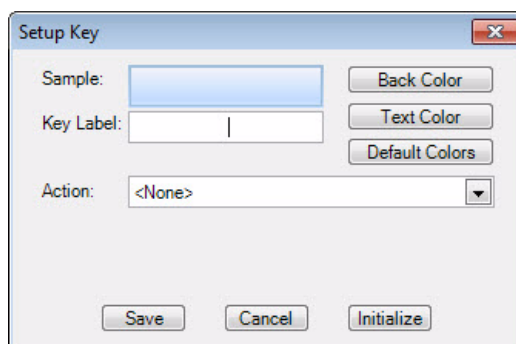 Setup Key
Sample:
Back Color
Key Label:
Text Color
Default Colors
Action:
<None>
Save
Cancel
Initialize